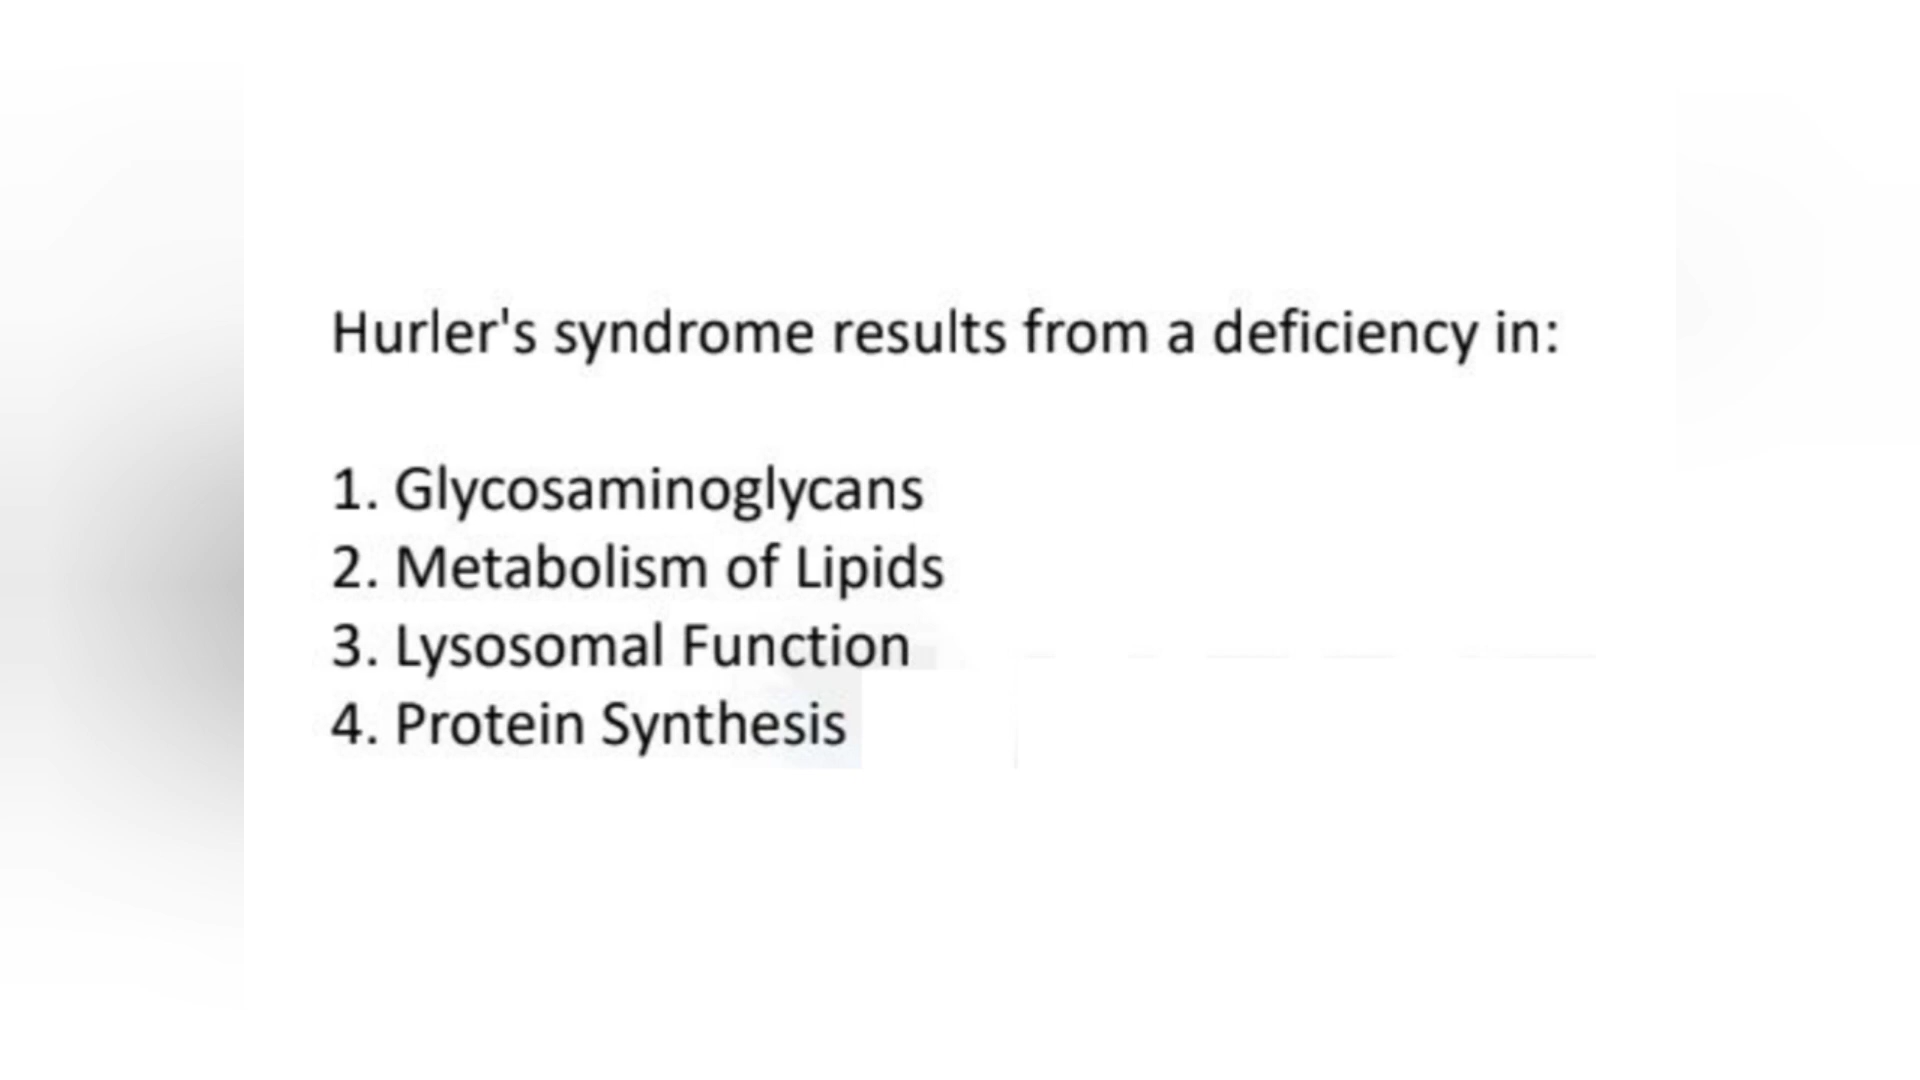 Hurler's syndrome results from a deficiency in:
1. Glycosaminoglycans
2. Metabolism of Lipids
3. Lysosomal Function
4. Protein Synthesis